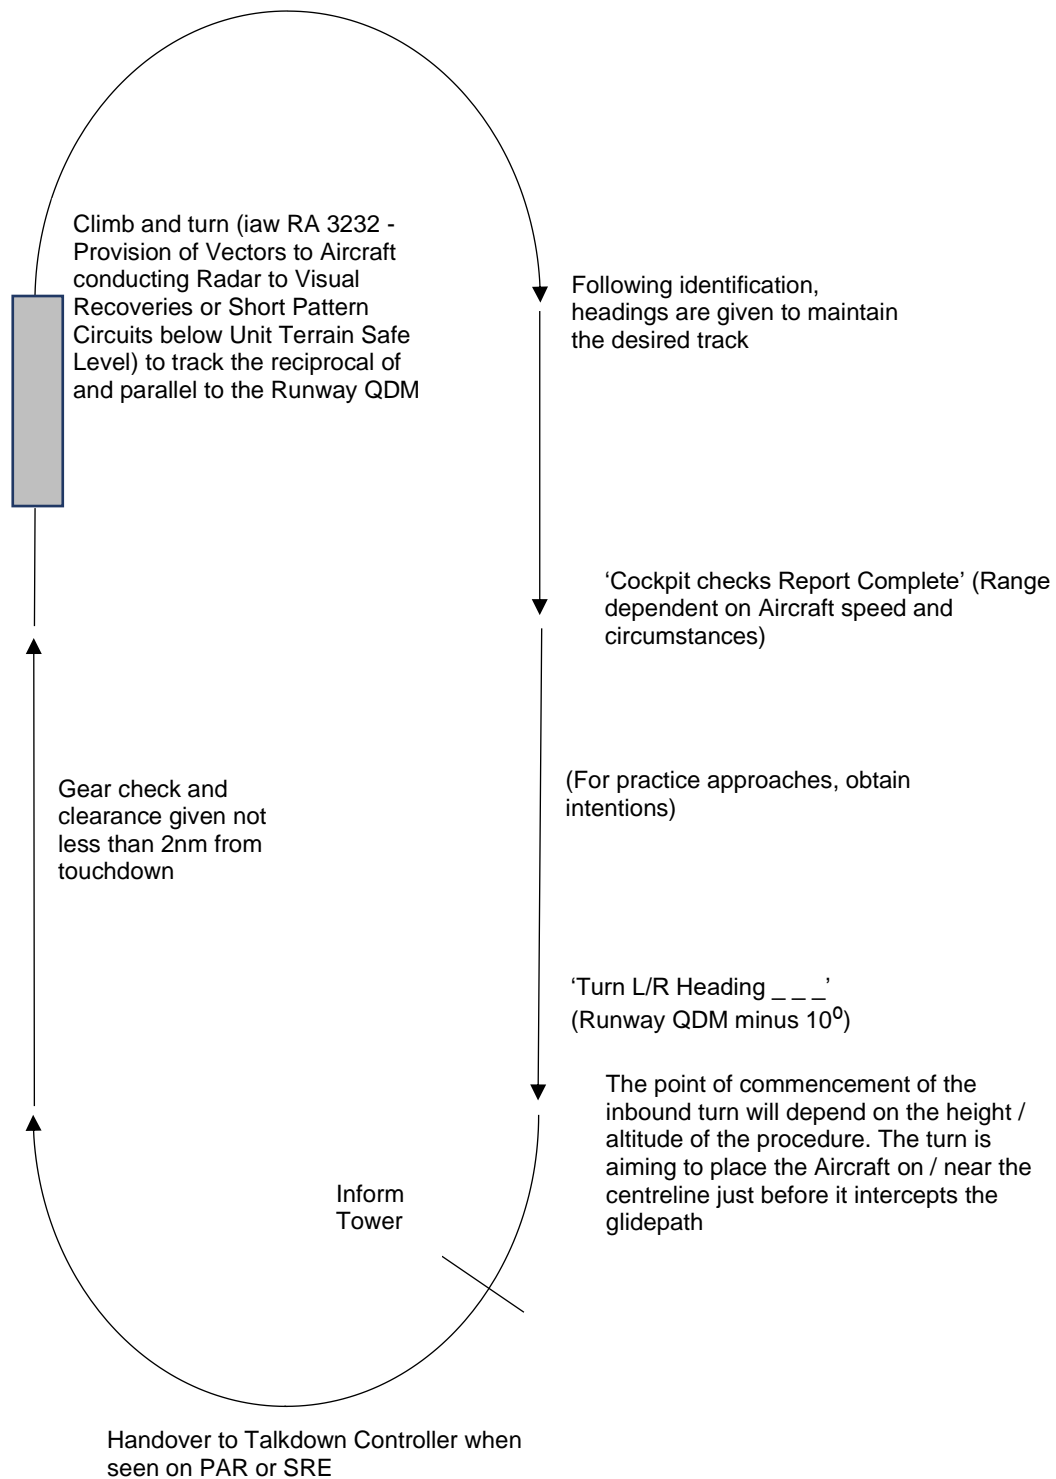 Climb and turn (iaw RA 3232 -
Provision of Vectors to Aircraft
conducting Radar to Visual
Recoveries or Short Pattern
Circuits below Unit Terrain Safe
Level) to track the reciprocal of
and parallel to the Runway QDM
Following identification,
headings are given to maintain
the desired track
‘Cockpit checks Report Complete’ (Range
dependent on Aircraft speed and
circumstances)
(For practice approaches, obtain
intentions)
Gear check and
clearance given not
less than 2nm from
touchdown
‘Turn L/R Heading _ _ _’
(Runway QDM minus 10⁰)
The point of commencement of the
inbound turn will depend on the height /
altitude of the procedure. The turn is
aiming to place the Aircraft on / near the
centreline just before it intercepts the
glidepath
Inform
Tower
Handover to Talkdown Controller when
seen on PAR or SRE